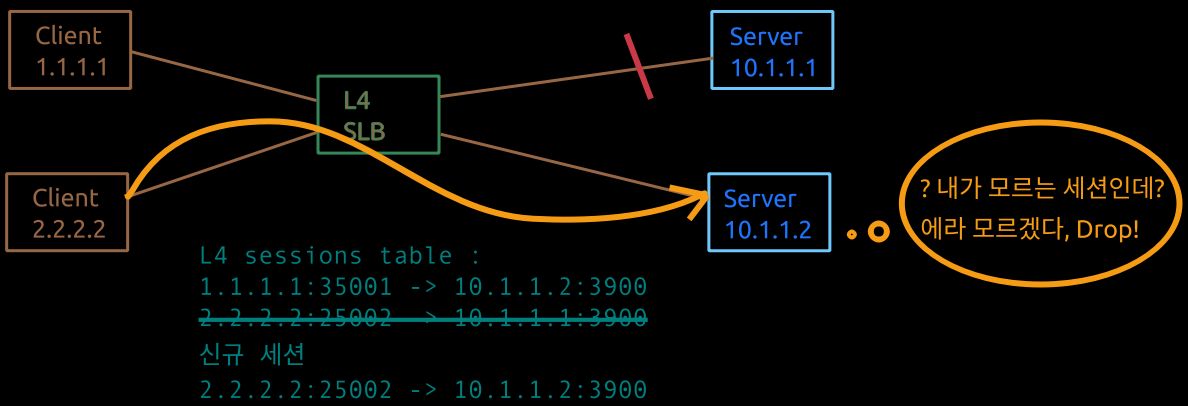 Client
1.1.1.1
Server
10.1.1.1
L4
SLB
Client
2.2.2.2
Server
10.1.1.2
? 내가 모르는 세션인데?
에라 모르겠다, Drop!
L4 sessions table :
1.1.1.1:35001 -> 10.1.1.2:3900
2.2.2.2:25002 -> 10.1.1.1:3900
신규 세션
2.2.2.2:25002 -> 10.1.1.2:3900